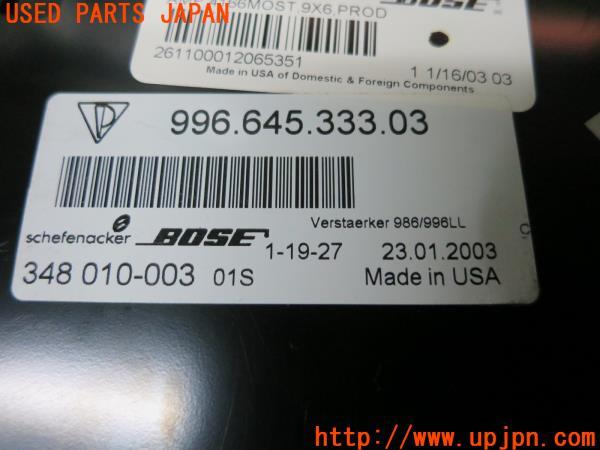 USED PARTS JAPAN
6MOST,9X6,PROD
BOSE
261100012065351
Made in USA of Domestic & Foreign Components
1 1/16/03 03
996.645.333.03
Verstaerker 986/996LL
schefenacker BOSE 1-19-27 23.01.2003
348 010-003 01S Made in USA
UPJ
http://www.upjpn.com/